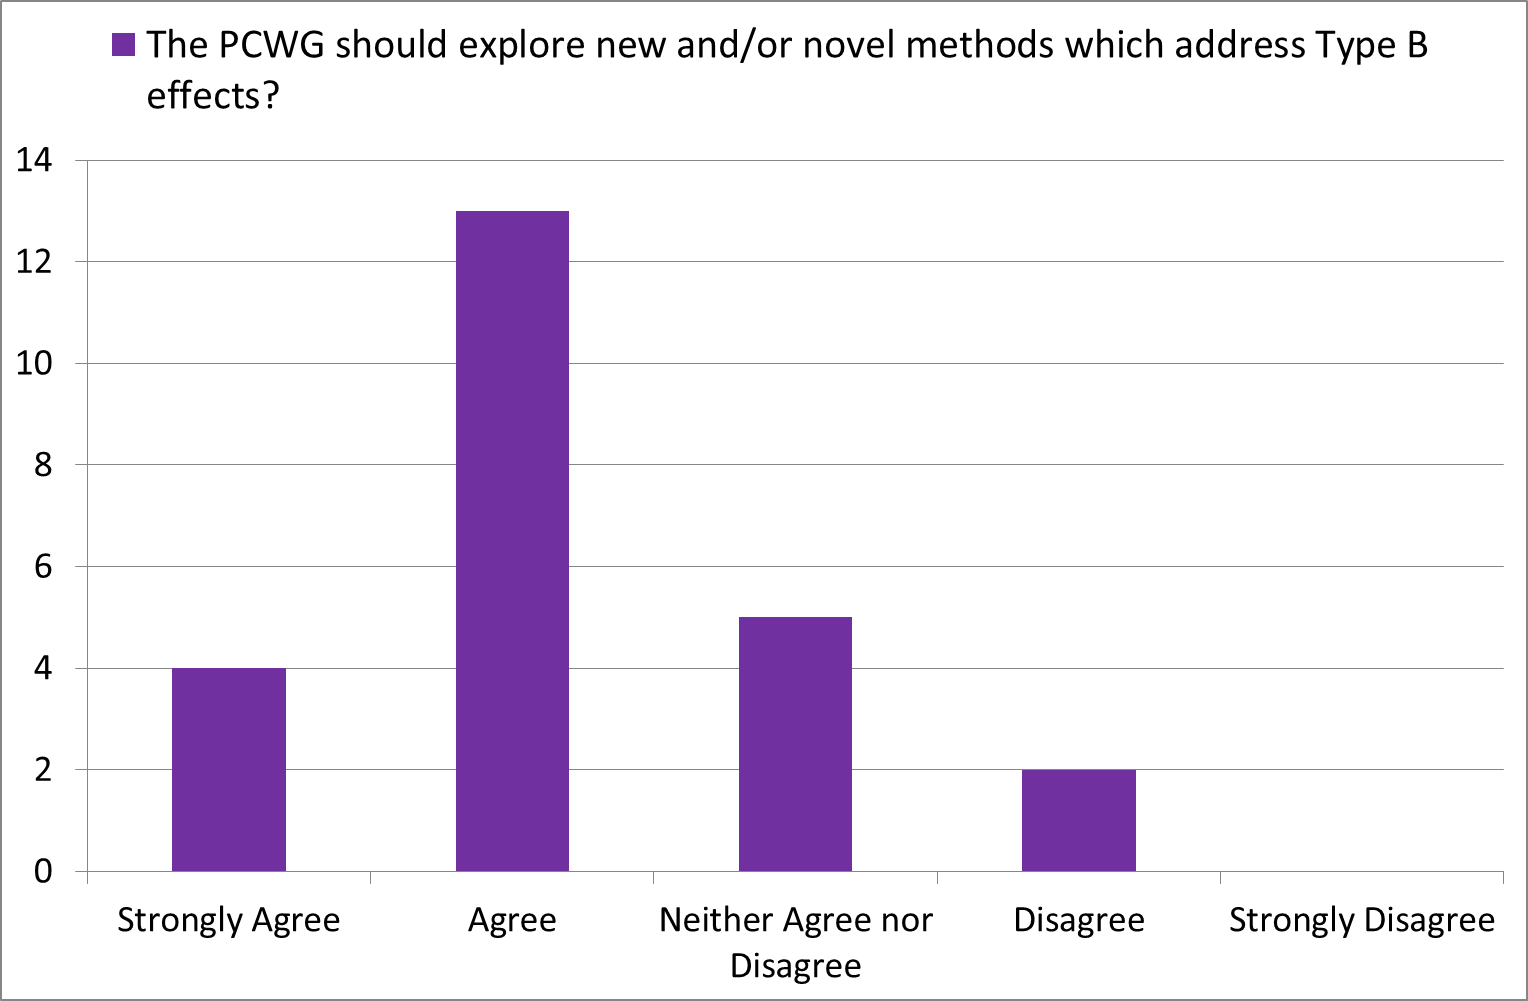 The PCWG should explore new and/or novel methods which address Type B
effects?
14
12
10
8
6
4
2
0
Strongly Agree
Agree
Neither Agree nor
Disagree
Disagree
Strongly Disagree